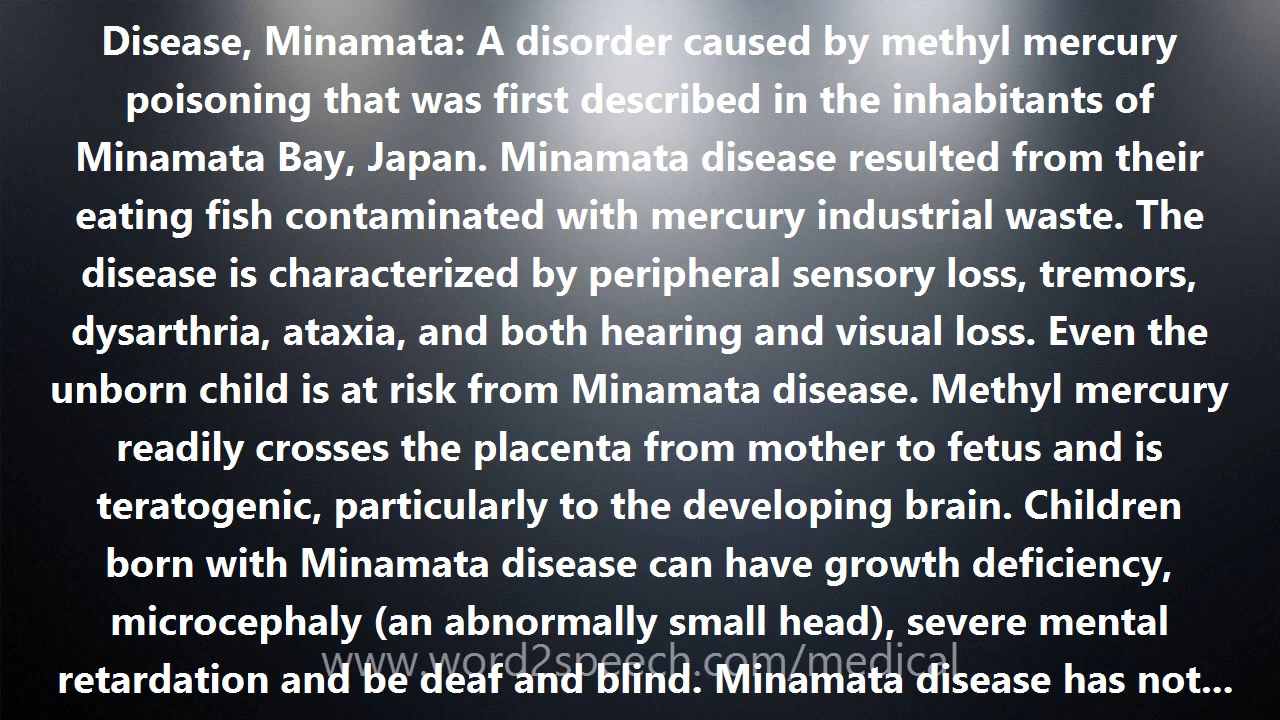 Disease, Minamata: A disorder caused by methyl mercury
poisoning that was first described in the inhabitants of
Minamata Bay, Japan. Minamata disease resulted from their
eating fish contaminated with mercury industrial waste. The
disease is characterized by peripheral sensory loss, tremors,
dysarthria, ataxia, and both hearing and visual loss. Even the
unborn child is at risk from Minamata disease. Methyl mercury
readily crosses the placenta from mother to fetus and is
teratogenic, particularly to the developing brain. Children
born with Minamata disease can have growth deficiency,
microcephaly (an abnormally small head), severe mental
www.word2speech.com/medical
retardation and be deaf and blind. Minamata disease has not...